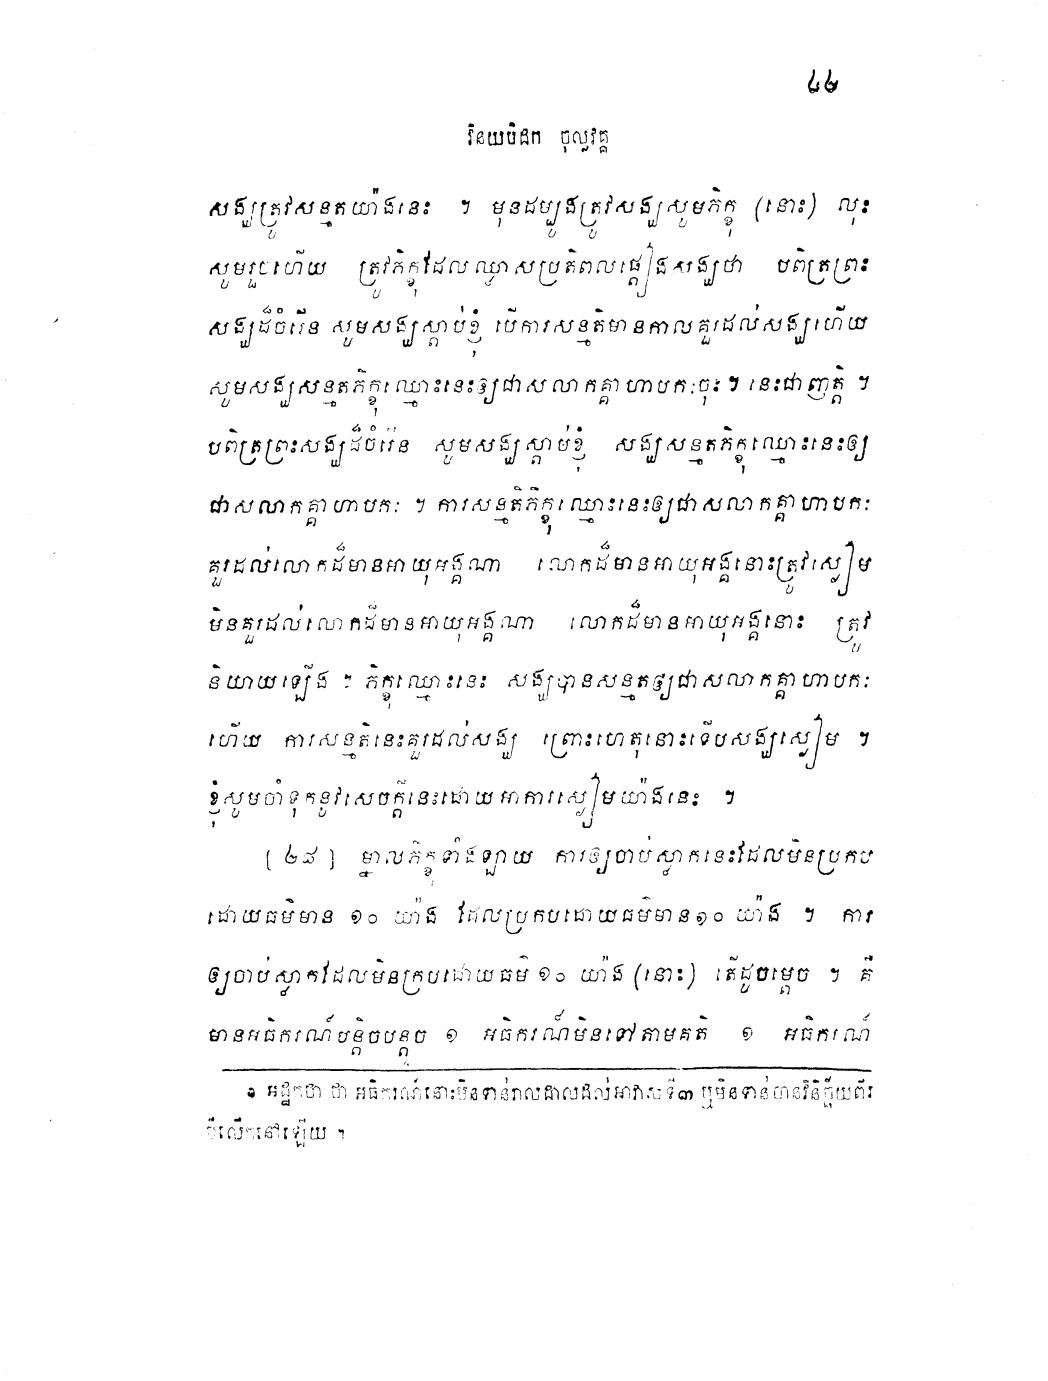 ៤៤
វិនយបិដក ចុល្លវគ្គ
សង្ឃត្រូវសន្មតយ៉ាងនេះ ។ មុនដម្បូងត្រូវសង្ឃសូមភិក្ខុ (នោះ) លុះ
សូមរួចហើយ ត្រូវភិក្ខុដែលឈ្លាសប្រតិពលផ្តៀងសង្ឃថា បពិត្រព្រះ
សង្ឃដ៏ចំរើន សូមសង្ឃស្តាប់ខ្ញុំ បើការសន្មតិមានកាលគួរដល់សង្ឃហើយ
សូមសង្ឃសន្មតភិក្ខុឈ្មោះនេះឲ្យជាសលាកគ្គាហាបកៈចុះ ។ នេះជាញត្តិ ។
បពិត្រព្រះសង្ឃដ៏ចំរើន សូមសង្ឃស្តាប់ខ្ញុំ សង្ឃសន្មតភិក្ខុឈ្មោះនេះឲ្យ
ជាសលាកគ្គាហាបកៈ ។ ការសន្មតិភិក្ខុឈ្មោះនេះឲ្យជាសលាកគ្គាហាបកៈ
គួរដល់លោកដ៏មានអាយុអង្គណា លោកដ៏មានអាយុអង្គនោះត្រូវស្ងៀម
មិនគួរដល់លោកដ៏មានអាយុអង្គណា លោកដ៏មានអាយុអង្គនោះ ត្រូវ
និយាយឡើង ។ ភិក្ខុឈ្មោះនេះ សង្ឃបានសន្មតឲ្យជាសលាកគ្គាហាបកៈ
ហើយ ការសន្មតិនេះគួរដល់សង្ឃ ព្រោះហេតុនោះទើបសង្ឃស្ងៀម ។
ខ្ញុំសូមចាំទុកនូវសេចក្តីនេះដោយអាការស្ងៀមយ៉ាងនេះ ។
[ ៤៨ ] ម្នាលភិក្ខុទាំងឡាយ ការឲ្យចាប់ស្លាកនេះដែលមិនប្រកប
ដោយធម៌មាន ១០ យ៉ាង ដែលប្រកបដោយធម៌មាន១០ យ៉ាង ។ ការ
ឲ្យចាប់ស្លាកដែលមិនក្របដោយធម៌ ១០ យ៉ាង (នោះ) តើដូចម្តេច ។ គឺ
មានអធិករណ៍បន្តិចបន្តួច ១ អធិករណ៍មិនទៅតាមគតិ ១ អធិករណ៍
១ អដ្ឋកថា ថា អធិករណ៍នោះមិនទាន់រាលដាលដល់អាវាសទី៣ ឬមិនទាន់បានវិនិច្ឆ័យពីរ
បីលើកនៅឡើយ ។